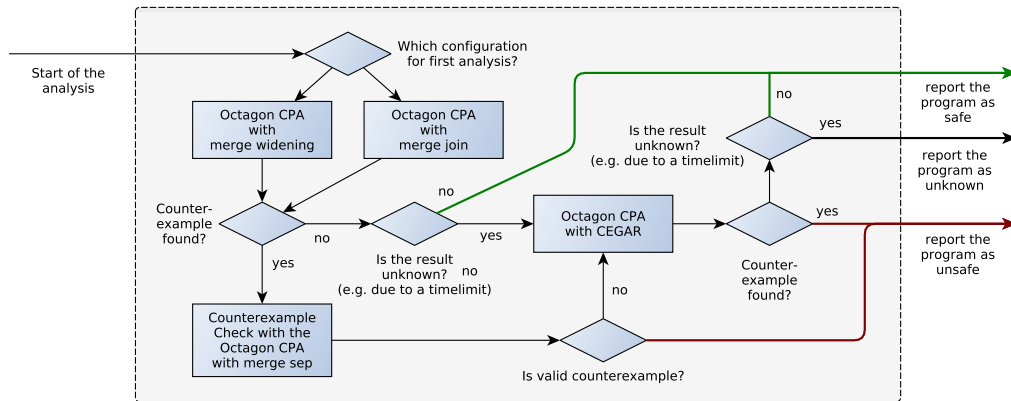 Which configuration
for first analysis?
Start of the
analysis
Octagon CPA
with
merge widening
Octagon CPA
with
merge join
no
report the
program as
safe
Is the result
unknown?
(e.g. due to a timelimit)
yes
report the
program as
unknown
Counter-
example
found?
no
no
yes
Octagon CPA
with CEGAR
yes
report the
program as
unsafe
yes
Is the result
unknown?
no
(e.g. due to a timelimit)
Counter-
example
found?
no
Counterexample
Check with the
Octagon CPA
with merge sep
Is valid counterexample?